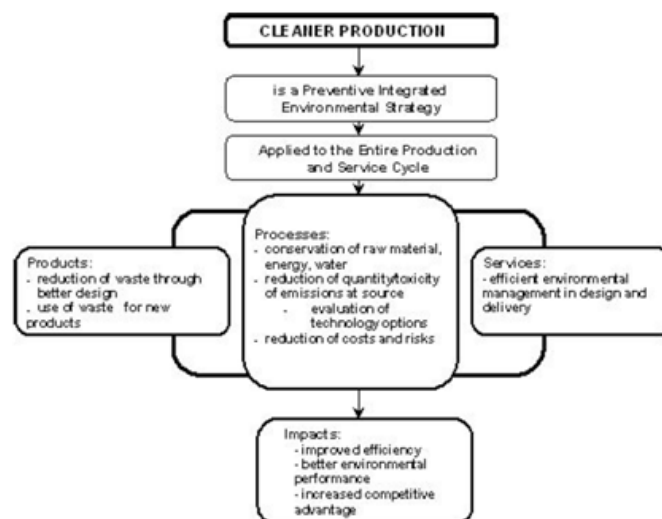 CLEANER PRODUCTION
is a Preventive Integrated
Environmental Strategy
Applied to the Entire Production
and Service Cycle
Products:
- reduction of waste through
better design
- use of waste for new
products
Processes:
- conservation of raw material,
energy, water
- reduction of quantity/toxicity
of emissions at source
- evaluation of
technology options
- reduction of costs and risks
Services:
- efficient environmental
management in design and
delivery
Impacts:
- improved efficiency
- better environmental
performance
- increased competitive
advantage